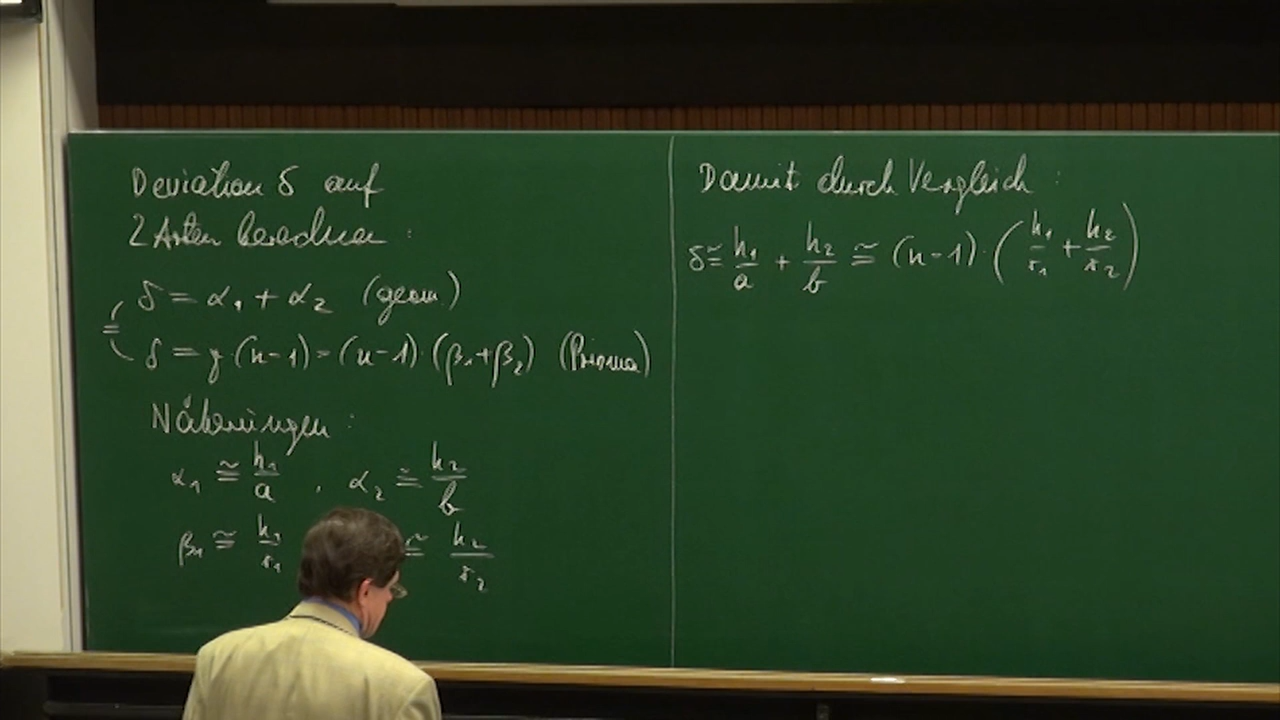 Deviation δ auf
2 Arten berechnen :
δ = α₁ + α₂ (geom)
=
δ = γ (n-1) = (n-1) · (β₁+β₂) (Prisma)
Näherungen :
α₁ ≅ h₁/a , α₂ ≅ h₂/b
β₁ ≅ h₁/r₁ ≅ h₂/r₂
Damit durch Vergleich :
δ ≅ h₁/a + h₂/b ≅ (n-1) · (h₁/r₁ + h₂/r₂)